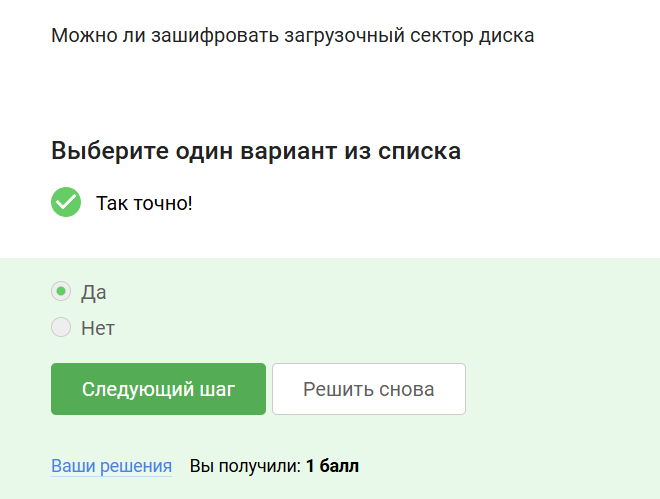 Можно ли зашифровать загрузочный сектор диска
Выберите один вариант из списка
Так точно!
Да
Нет
Следующий шаг Решить снова
Ваши решения Вы получили: 1 балл